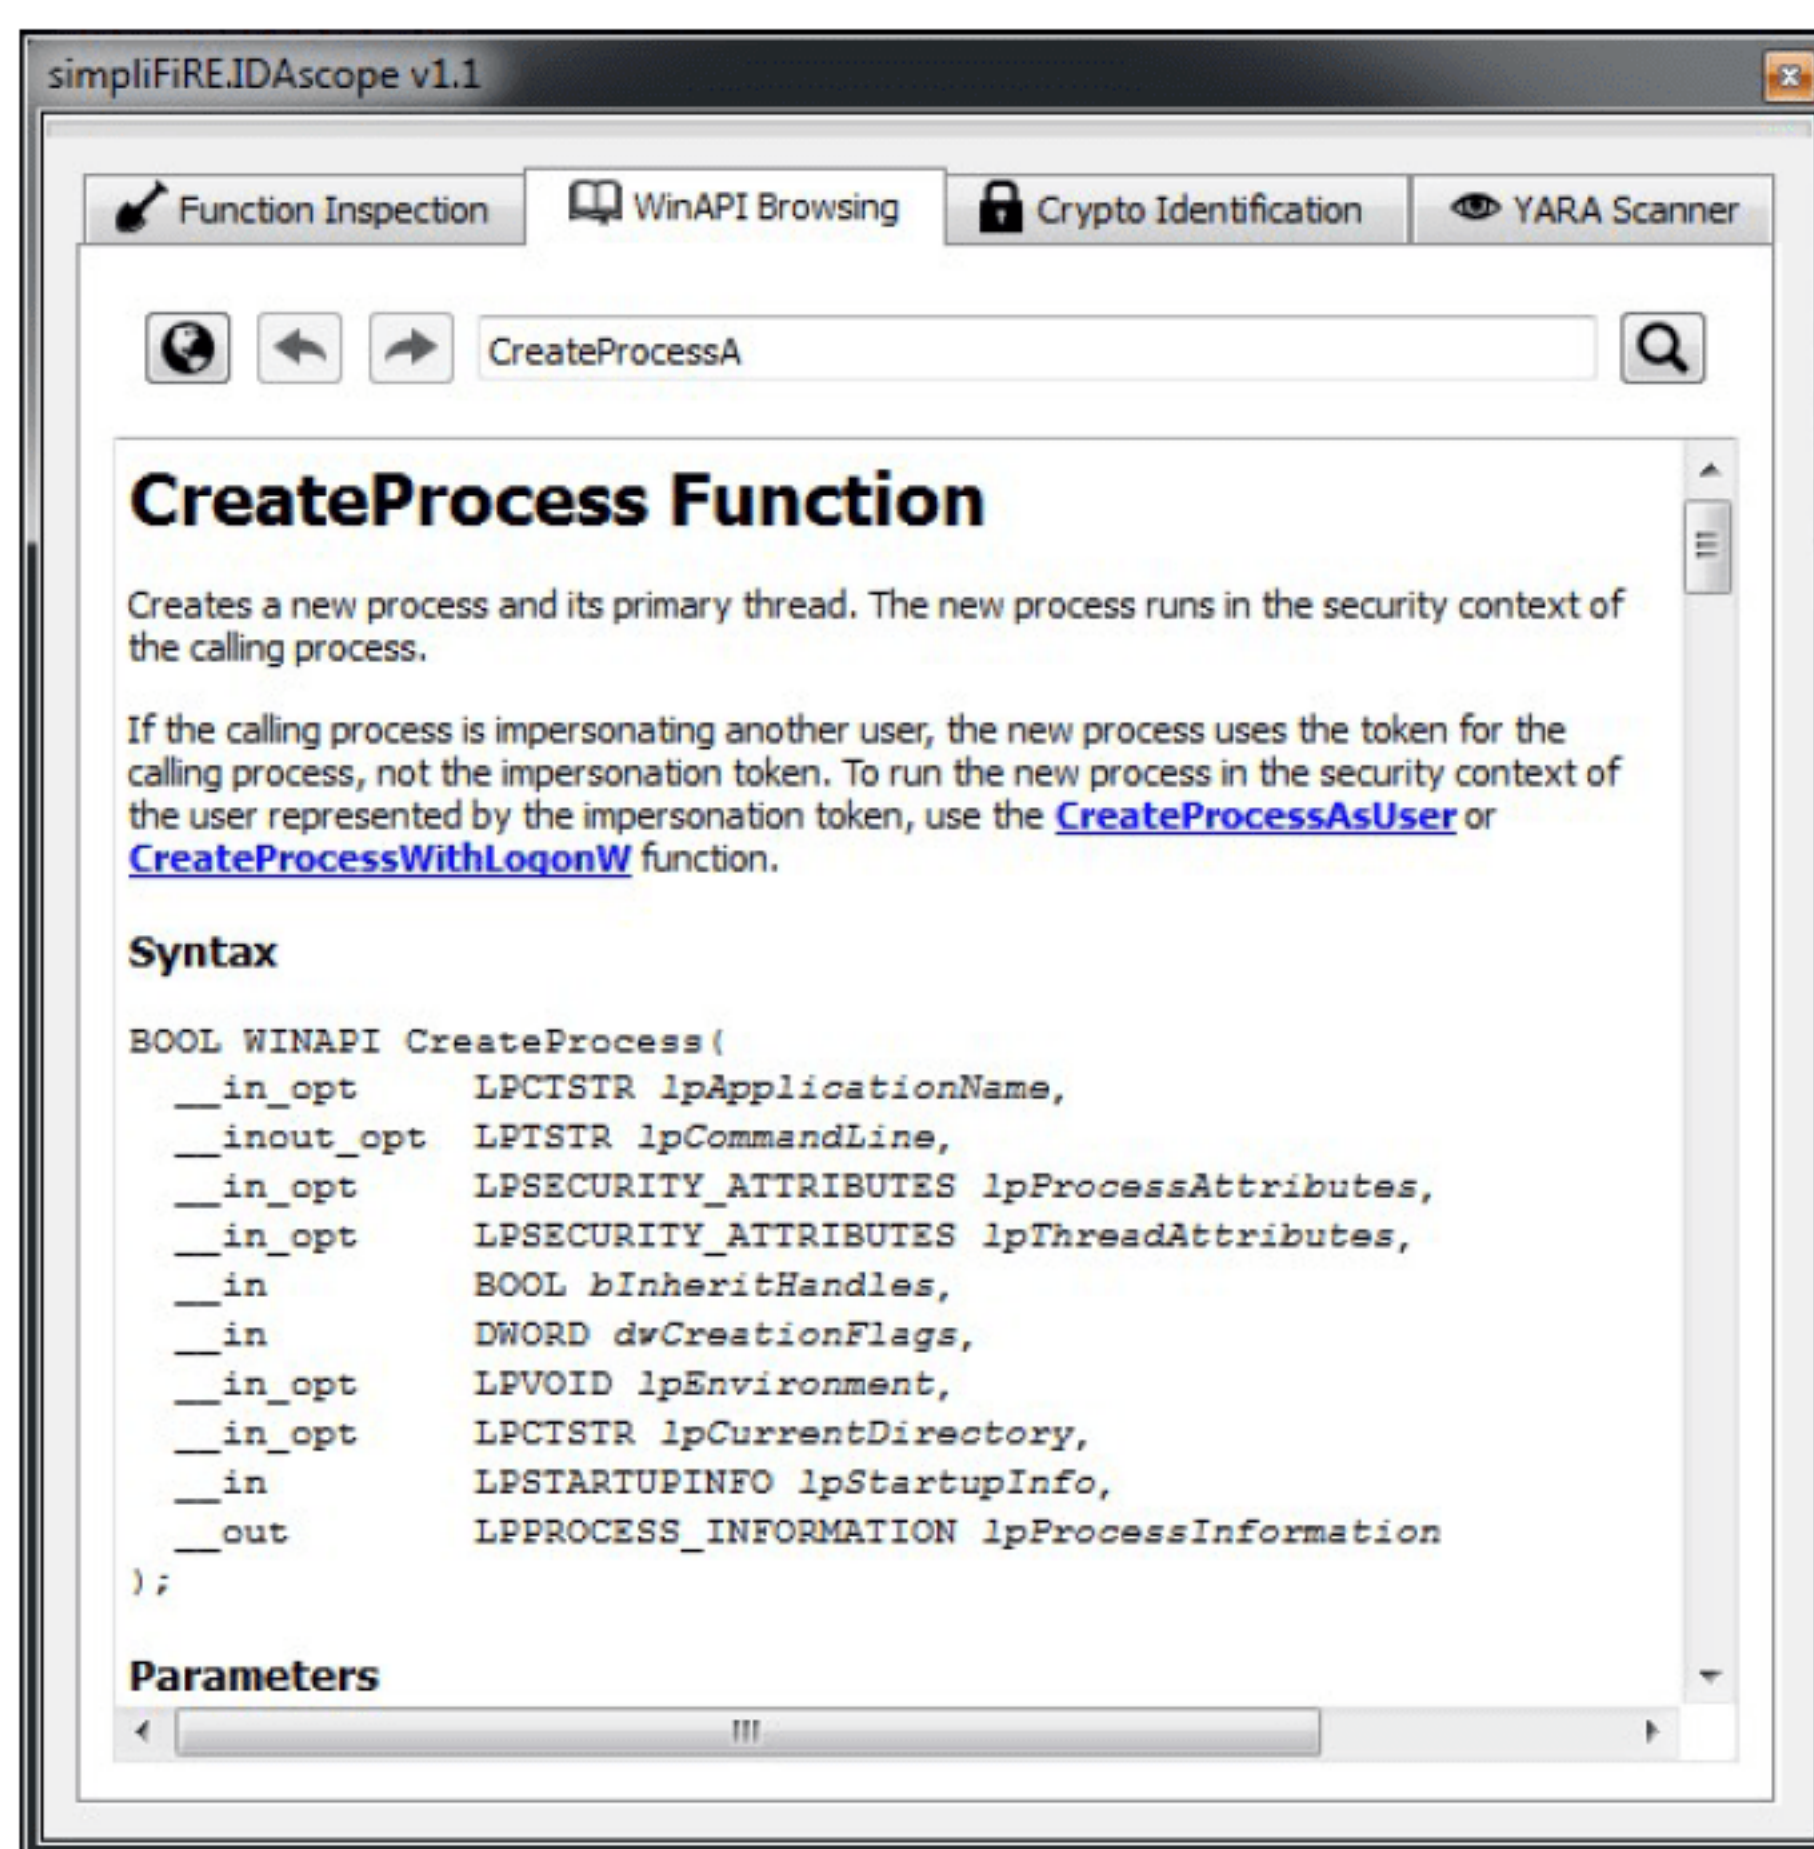 simpliFiRE.IDAscope v1.1
Function Inspection WinAPI Browsing Crypto Identification YARA Scanner
CreateProcessA
CreateProcess Function
Creates a new process and its primary thread. The new process runs in the security context of
the calling process.
If the calling process is impersonating another user, the new process uses the token for the
calling process, not the impersonation token. To run the new process in the security context of
the user represented by the impersonation token, use the CreateProcessAsUser or
CreateProcessWithLogonW function.
Syntax
BOOL WINAPI CreateProcess(
  __in_opt     LPCTSTR lpApplicationName,
  __inout_opt  LPTSTR lpCommandLine,
  __in_opt     LPSECURITY_ATTRIBUTES lpProcessAttributes,
  __in_opt     LPSECURITY_ATTRIBUTES lpThreadAttributes,
  __in         BOOL bInheritHandles,
  __in         DWORD dwCreationFlags,
  __in_opt     LPVOID lpEnvironment,
  __in_opt     LPCTSTR lpCurrentDirectory,
  __in         LPSTARTUPINFO lpStartupInfo,
  __out        LPPROCESS_INFORMATION lpProcessInformation
);
Parameters